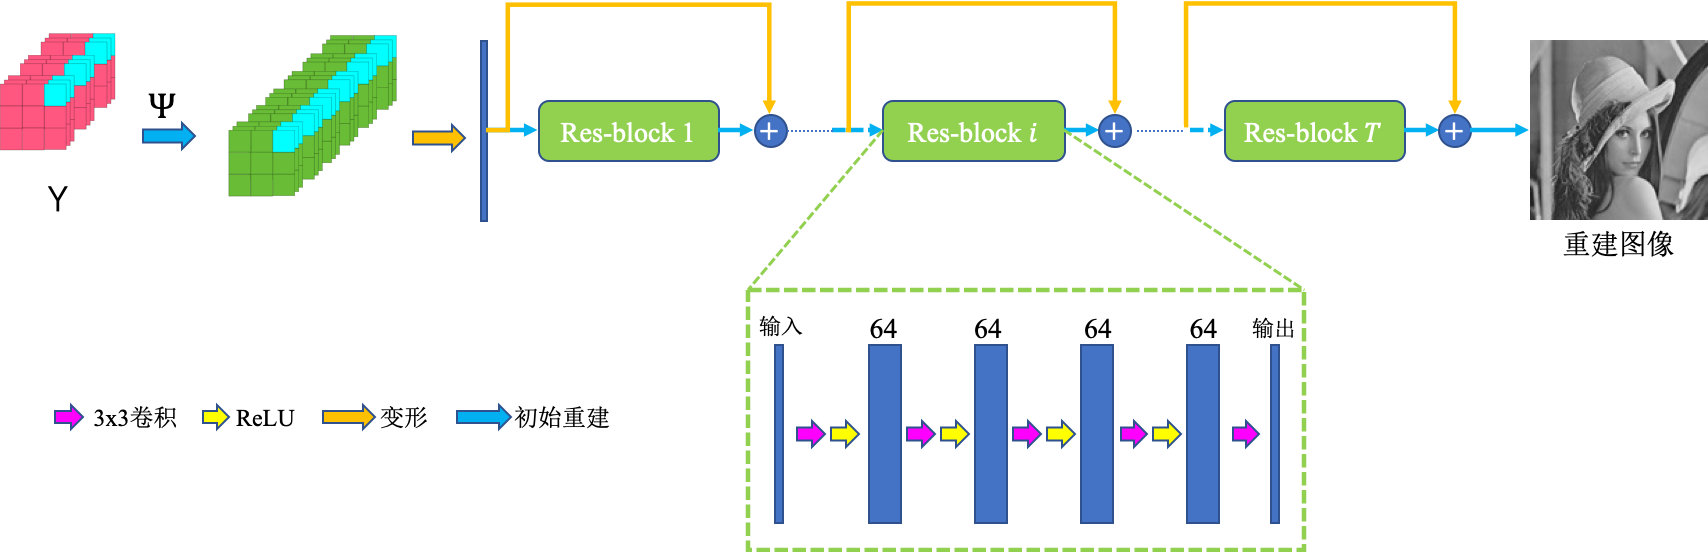 Ψ
Y
Res-block 1
+
Res-block i
+
Res-block T
+
重建图像
输入
64
64
64
64
输出
3x3卷积
ReLU
变形
初始重建